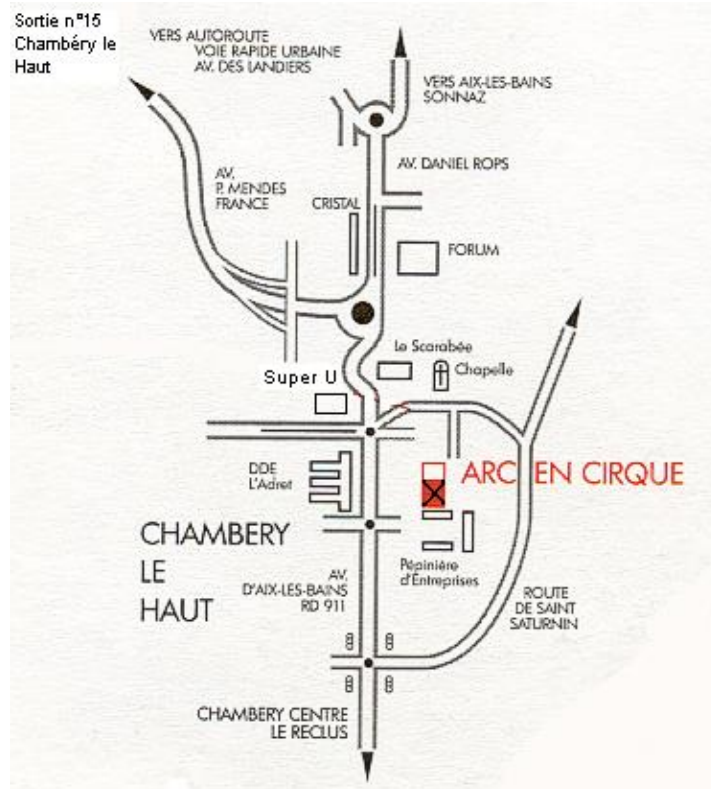 Sortie n°15
Chambéry le
Haut
VERS AUTOROUTE
VOIE RAPIDE URBAINE
AV. DES LANDIERS
VERS AIX-LES-BAINS
SONNAZ
AV. DANIEL ROPS
AV.
P. MENDES
FRANCE
CRISTAL
FORUM
Le Scarabée
Chapelle
Super U
DDE
L'Adret
ARC EN CIRQUE
CHAMBERY
LE
HAUT
Pépinière
d'Entreprises
AV.
D'AIX-LES-BAINS
RD 911
ROUTE
DE SAINT
SATURNIN
CHAMBERY CENTRE
LE RECLUS